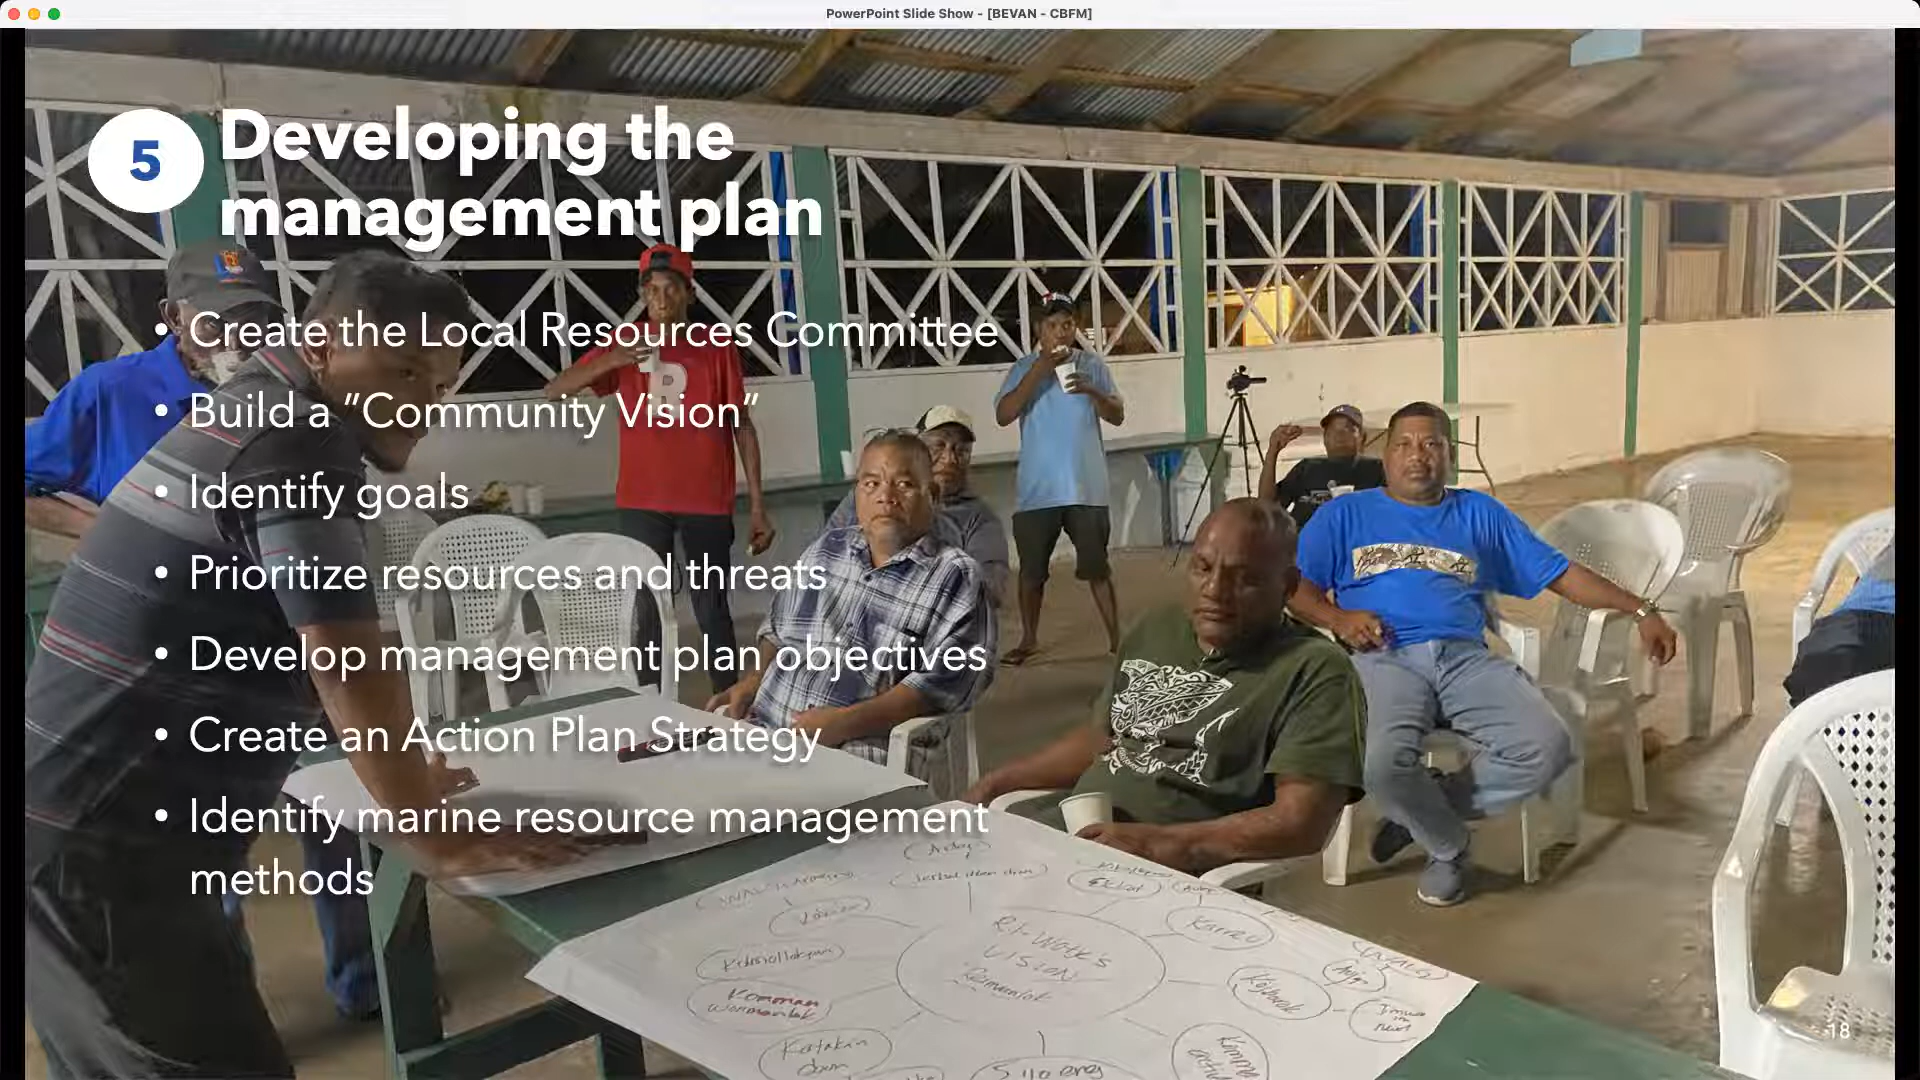 PowerPoint Slide Show - [BEVAN - CBFM]
5
Developing the
management plan
• Create the Local Resources Committee
• Build a “Community Vision”
• Identify goals
• Prioritize resources and threats
• Develop management plan objectives
• Create an Action Plan Strategy
• Identify marine resource management
methods
R
VISION
Komman
18